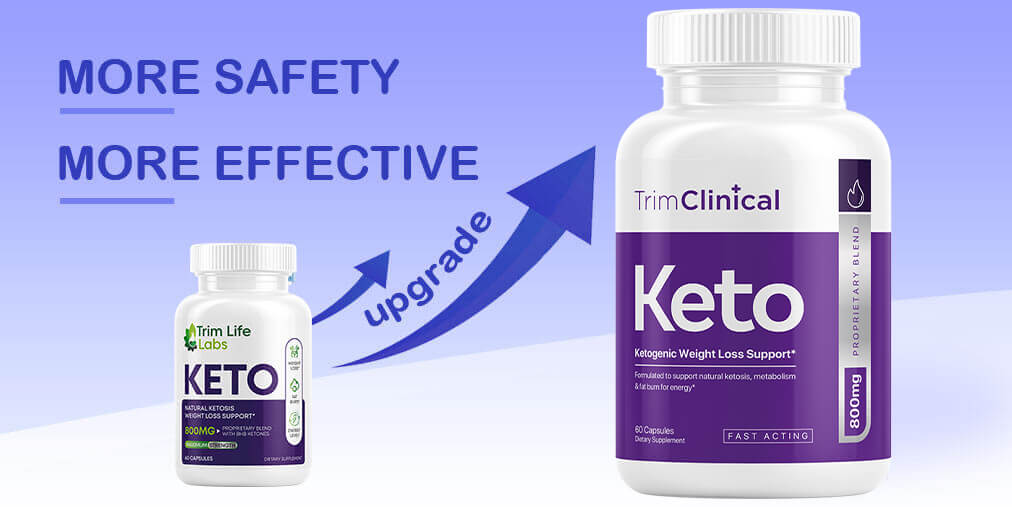 MORE SAFETY
MORE EFFECTIVE
upgrade
Trim Life
Labs
KETO
NATURAL KETOSIS
WEIGHT LOSS SUPPORT*
800MG
PROPRIETARY BLEND
WITH BHB KETONES
MAXIMUM STRENGTH
60 CAPSULES
DIETARY SUPPLEMENT
TrimClinical
Keto
Ketogenic Weight Loss Support*
Formulated to support natural ketosis, metabolism
& fat burn for energy*
60 Capsules
Dietary Supplement
FAST ACTING
800mg
PROPRIETARY BLEND